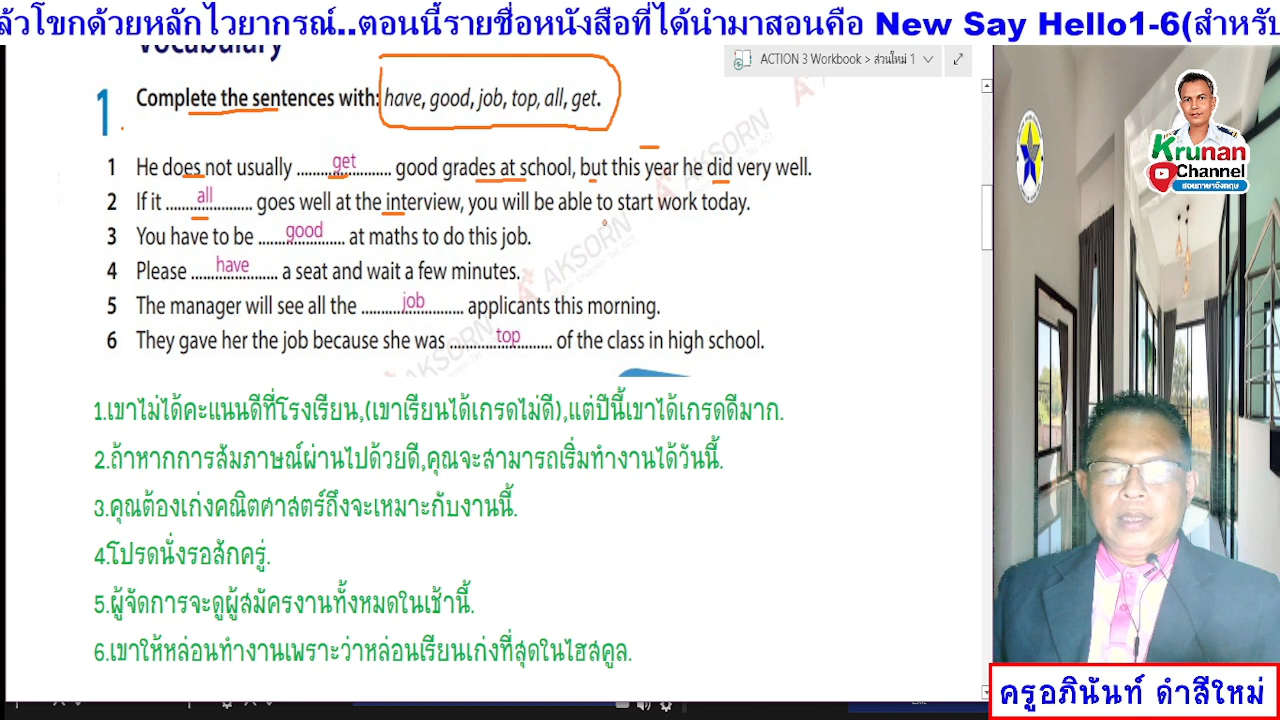 ล้วโขกด้วยหลักไวยากรณ์..ตอนนี้รายชื่อหนังสือที่ได้นำมาสอนคือ New Say Hello1-6(สำหรับ
Vocabulary
ACTION 3 Workbook > ส่วนใหม่ 1
1 Complete the sentences with: have, good, job, top, all, get.
1 He does not usually ......get...... good grades at school, but this year he did very well.
2 If it ......all...... goes well at the interview, you will be able to start work today.
3 You have to be ......good...... at maths to do this job.
4 Please ......have...... a seat and wait a few minutes.
5 The manager will see all the ......job...... applicants this morning.
6 They gave her the job because she was ......top...... of the class in high school.
AKSORN
AKSORN
AKSORN
1.เขาไม่ได้คะแนนดีที่โรงเรียน,(เขาเรียนได้เกรดไม่ดี),แต่ปีนี้เขาได้เกรดดีมาก.
2.ถ้าหากการสัมภาษณ์ผ่านไปด้วยดี,คุณจะสามารถเริ่มทำงานได้วันนี้.
3.คุณต้องเก่งคณิตศาสตร์ถึงจะเหมาะกับงานนี้.
4.โปรดนั่งรอสักครู่.
5.ผู้จัดการจะดูผู้สมัครงานทั้งหมดในเช้านี้.
6.เขาให้หล่อนทำงานเพราะว่าหล่อนเรียนเก่งที่สุดในไฮสคูล.
Krunan
Channel
สอนภาษาอังกฤษ
ครูอภินันท์ ดำสีใหม่